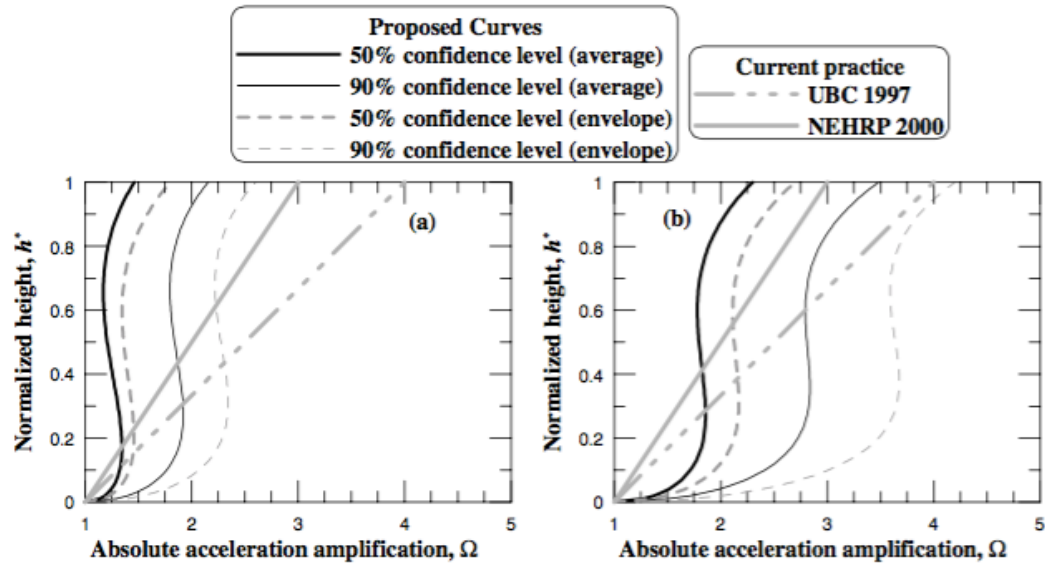 Proposed Curves
50% confidence level (average)
90% confidence level (average)
50% confidence level (envelope)
90% confidence level (envelope)
Current practice
UBC 1997
NEHRP 2000
(a)
Normalized height, h*
1
0.8
0.6
0.4
0.2
0
1 2 3 4 5
Absolute acceleration amplification, Ω
(b)
Normalized height, h*
1
0.8
0.6
0.4
0.2
0
1 2 3 4 5
Absolute acceleration amplification, Ω